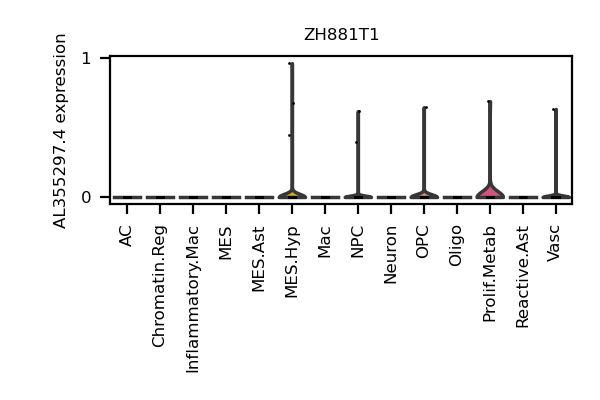 ZH881T1
AL355297.4 expression
1
0
AC
Chromatin.Reg
Inflammatory.Mac
MES
MES.Ast
MES.Hyp
Mac
NPC
Neuron
OPC
Oligo
Prolif.Metab
Reactive.Ast
Vasc